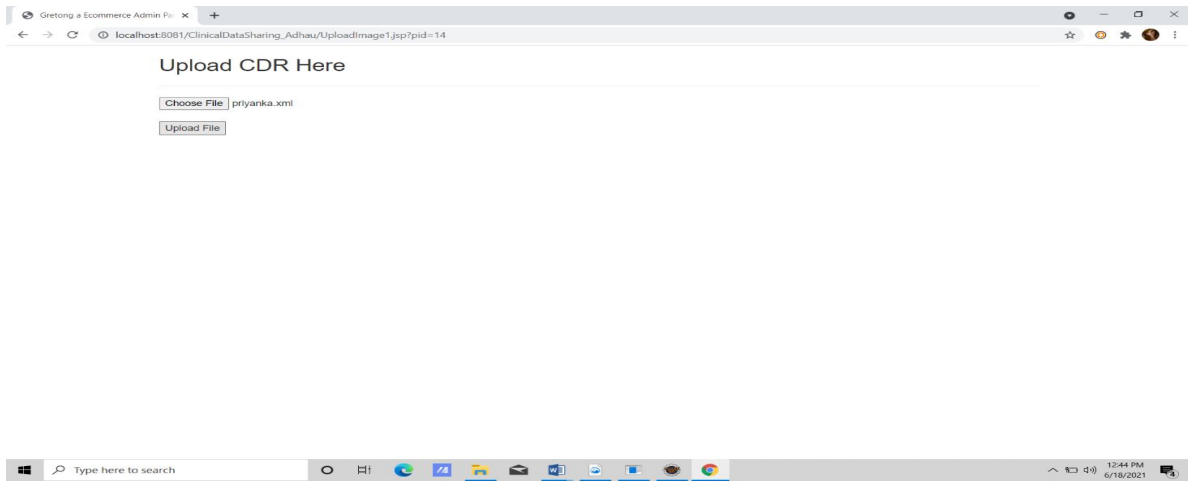 Gretong a Ecommerce Admin Pa
localhost:8081/ClinicalDataSharing_Adhau/UploadImage1.jsp?pid=14
Upload CDR Here
Choose File priyanka.xml
Upload File
Type here to search
12:44 PM
6/18/2021
4